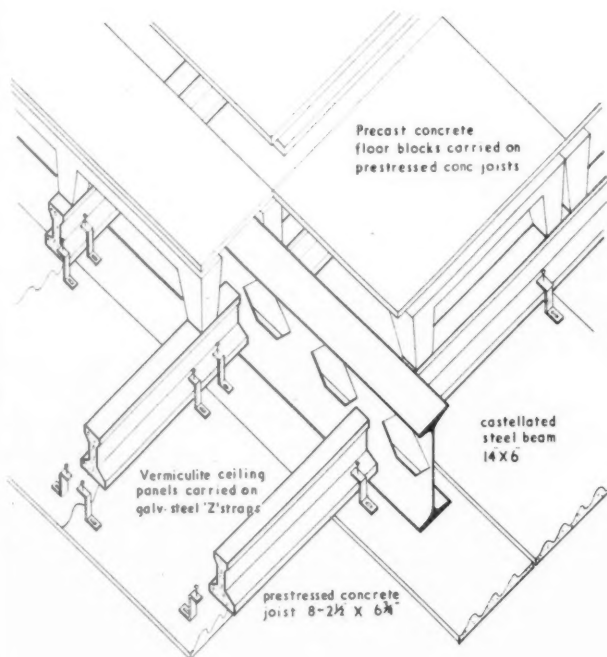 Precast concrete
floor blocks carried on
prestressed conc joists
castellated
steel beam
14"X6"
Vermiculite ceiling
panels carried on
galv-steel 'Z' straps
prestressed concrete
joist 8-2½ X 6¾"